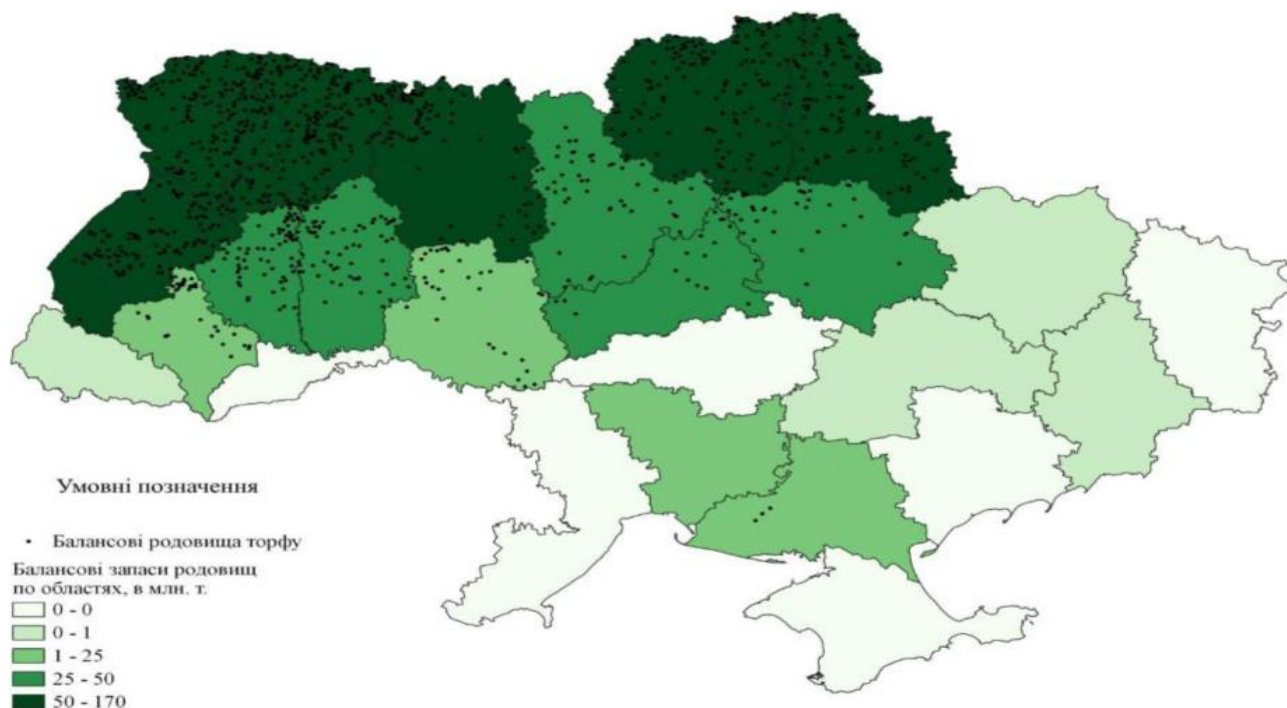 Умовні позначення
Балансові родовища торфу
Балансові запаси родовищ
по областях, в млн. т.
0 - 0
0 - 1
1 - 25
25 - 50
50 - 170